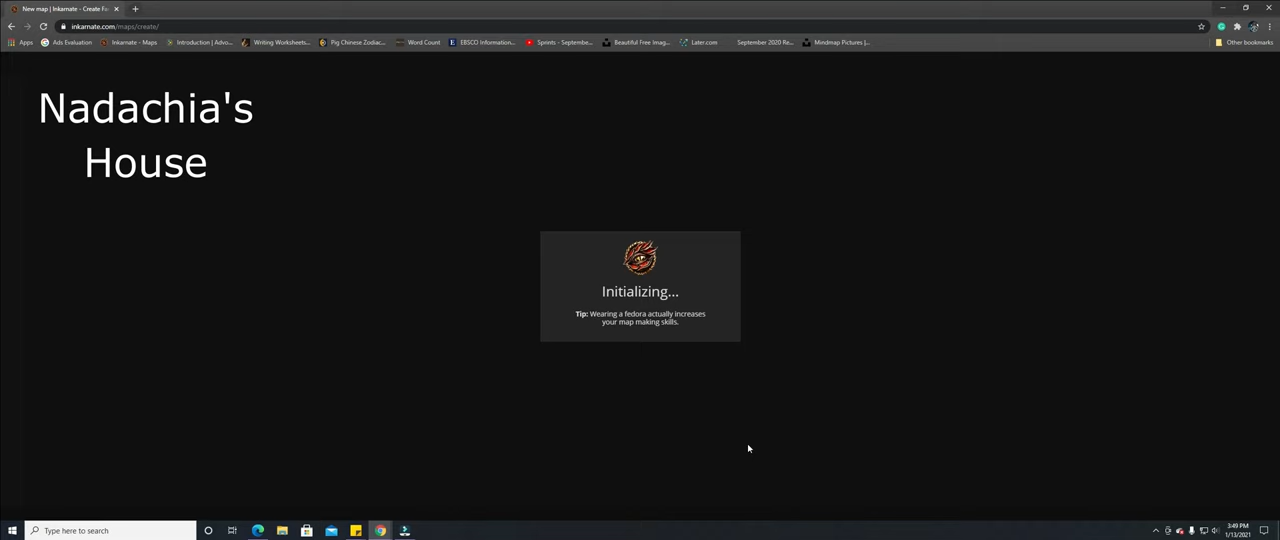 New map | Inkarnate - Create Fa
inkarnate.com/maps/create/
Apps
Ads Evaluation
Inkarnate - Maps
Introduction | Advo...
Writing Worksheets...
Pig Chinese Zodiac...
Word Count
EBSCO Information...
Sprints - Septembe...
Beautiful Free Imag...
Later.com
September 2020 Re...
Mindmap Pictures |...
Other bookmarks
Nadachia's
House
Initializing...
Tip: Wearing a fedora actually increases
your map making skills.
Type here to search
3:49 PM
1/13/2021